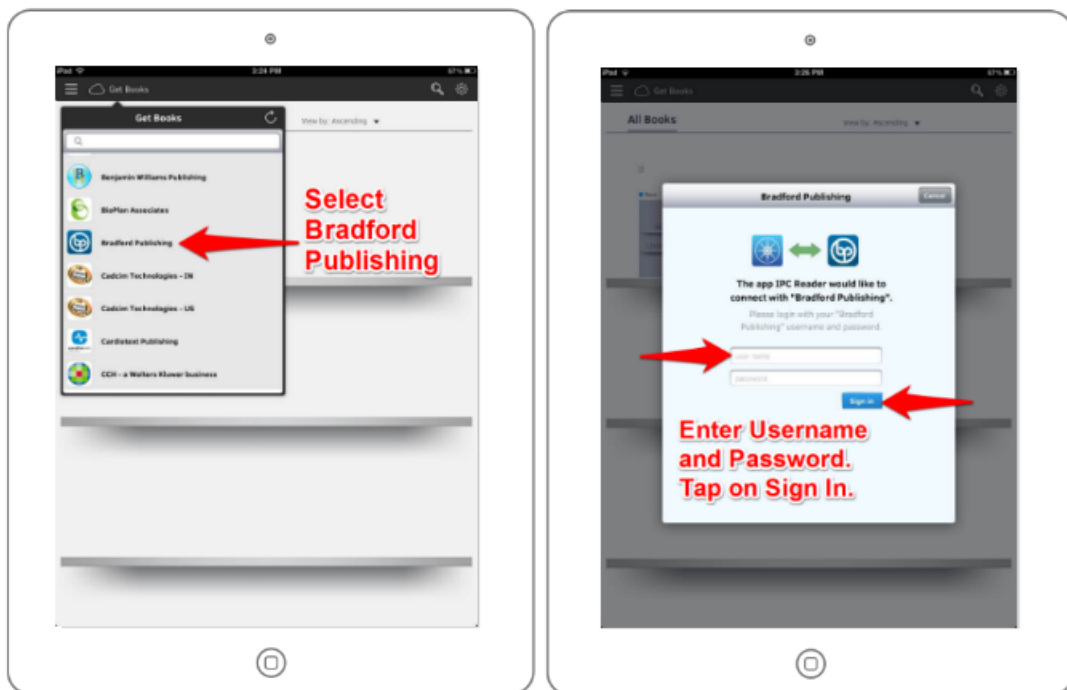 iPad 3:24 PM 67%
Get Books
Get Books
View by: Ascending
Benjamin Williams Publishing
BioPlan Associates
Bradford Publishing
Cadcim Technologies - IN
Cadcim Technologies - US
Cardiotext Publishing
CCH - a Wolters Kluwer business
Select
Bradford
Publishing
iPad 3:26 PM 67%
Get Books
All Books
View by: Ascending
Bradford Publishing
Cancel
The app IPC Reader would like to
connect with "Bradford Publishing".
Please login with your "Bradford
Publishing" username and password.
user name
password
Sign in
Enter Username
and Password.
Tap on Sign In.